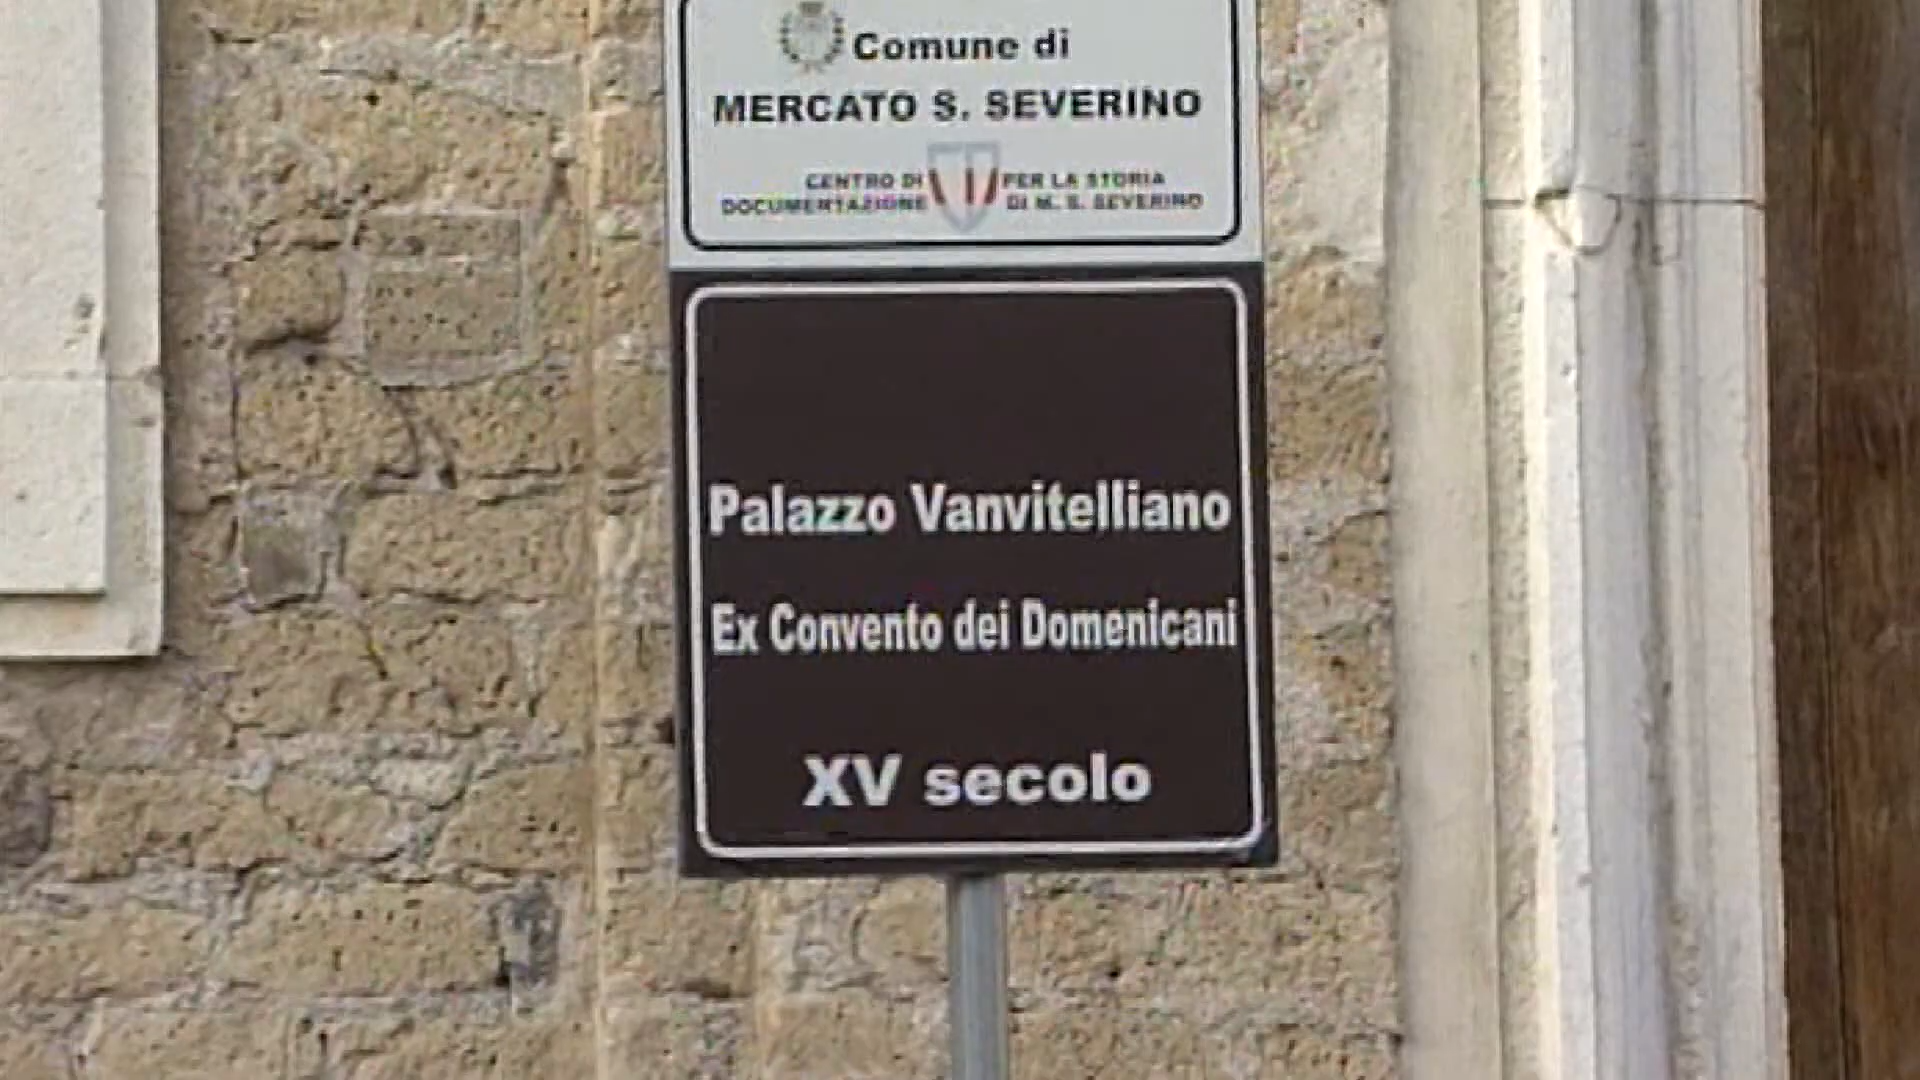 Comune di
MERCATO S. SEVERINO
CENTRO DI PER LA STORIA
DOCUMENTAZIONE DI M. S. SEVERINO
Palazzo Vanvitelliano
Ex Convento dei Domenicani
XV secolo